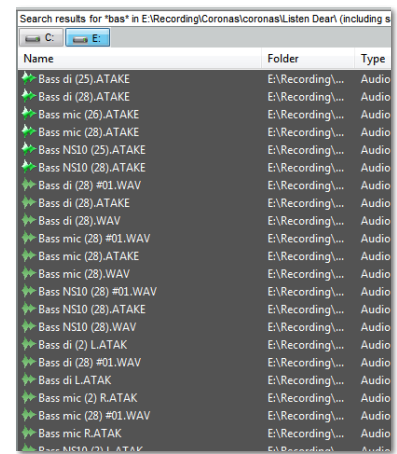 Search results for *bas* in E:\Recording\Coronas\coronas\Listen Dear\ (including s
C: E:
Name Folder Type
Bass di (25).ATAKE E:\Recording\... Audio
Bass di (28).ATAKE E:\Recording\... Audio
Bass mic (26).ATAKE E:\Recording\... Audio
Bass mic (28).ATAKE E:\Recording\... Audio
Bass NS10 (25).ATAKE E:\Recording\... Audio
Bass NS10 (28).ATAKE E:\Recording\... Audio
Bass di (28) #01.WAV E:\Recording\... Audio
Bass di (28).ATAKE E:\Recording\... Audio
Bass di (28).WAV E:\Recording\... Audio
Bass mic (28) #01.WAV E:\Recording\... Audio
Bass mic (28).ATAKE E:\Recording\... Audio
Bass mic (28).WAV E:\Recording\... Audio
Bass NS10 (28) #01.WAV E:\Recording\... Audio
Bass NS10 (28).ATAKE E:\Recording\... Audio
Bass NS10 (28).WAV E:\Recording\... Audio
Bass di (2) L.ATAK E:\Recording\... Audio
Bass di (28) #01.WAV E:\Recording\... Audio
Bass di L.ATAK E:\Recording\... Audio
Bass mic (2) R.ATAK E:\Recording\... Audio
Bass mic (28) #01.WAV E:\Recording\... Audio
Bass mic R.ATAK E:\Recording\... Audio
Bass NS10 (2) L.ATAK E:\Recording\... Audio